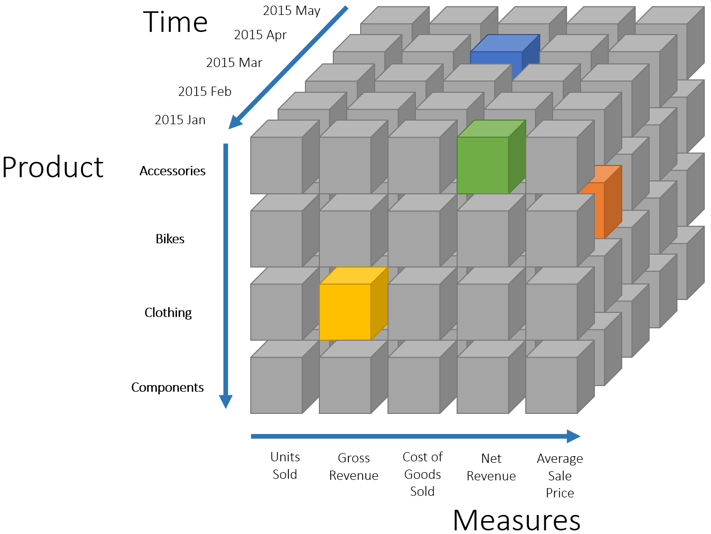 Time
2015 May
2015 Apr
2015 Mar
2015 Feb
2015 Jan
Product
Accessories
Bikes
Clothing
Components
Units
Sold
Gross
Revenue
Cost of
Goods
Sold
Net
Revenue
Average
Sale
Price
Measures